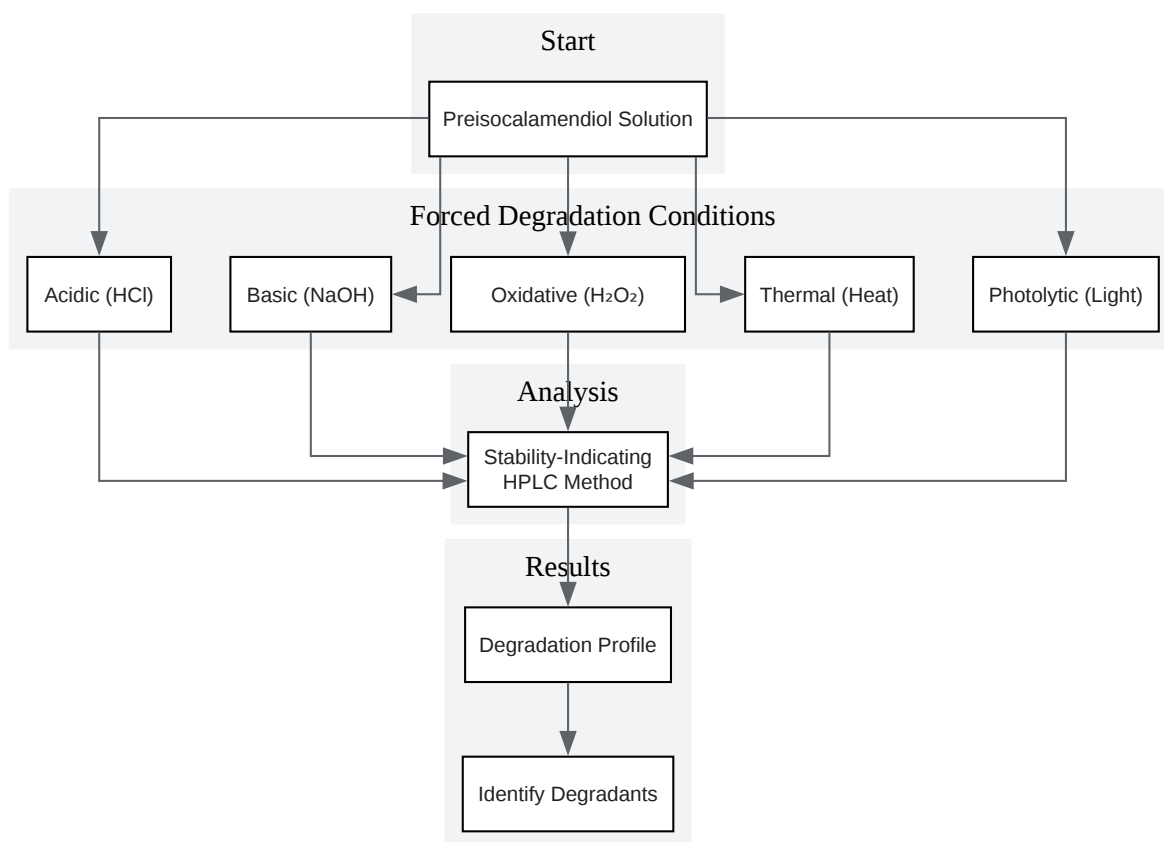 Start
Preisocalamendiol Solution
Forced Degradation Conditions
Acidic (HCl)
Basic (NaOH)
Oxidative (H₂O₂)
Thermal (Heat)
Photolytic (Light)
Analysis
Stability-Indicating
HPLC Method
Results
Degradation Profile
Identify Degradants